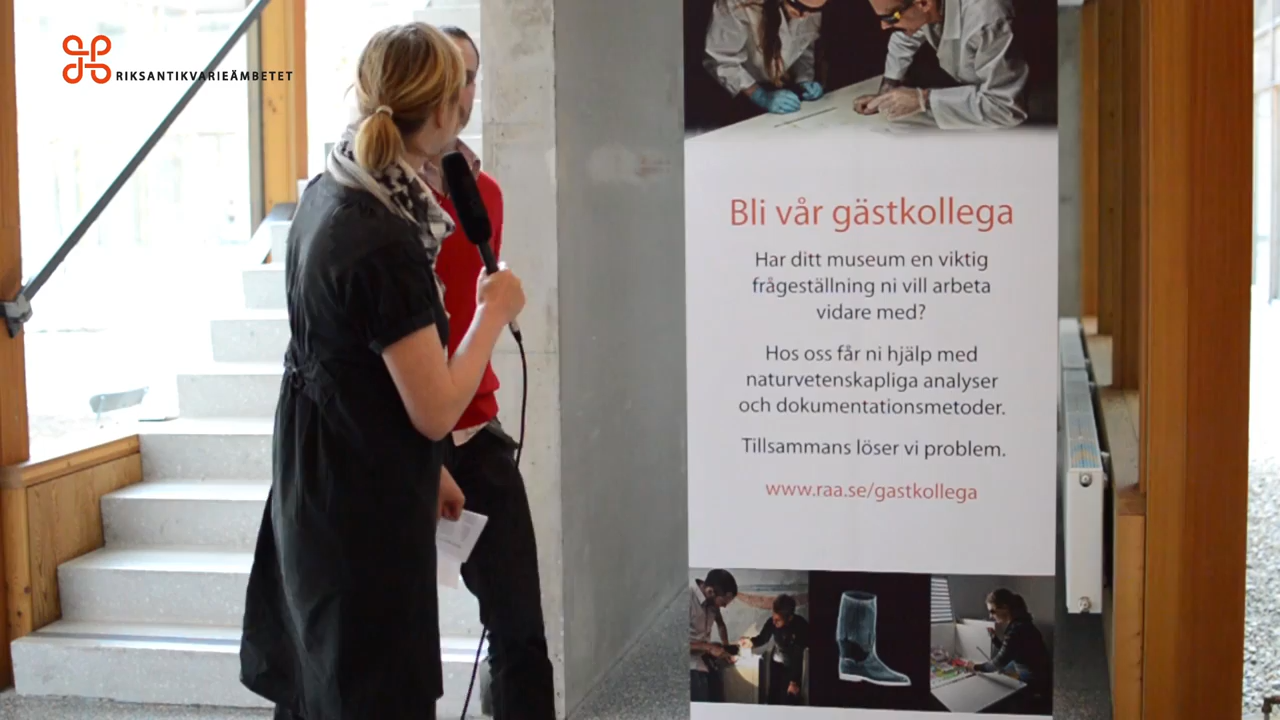 RIKSANTIKVARIEÄMBETET
Bli vår gästkollega
Har ditt museum en viktig
frågeställning ni vill arbeta
vidare med?
Hos oss får ni hjälp med
naturvetenskapliga analyser
och dokumentationsmetoder.
Tillsammans löser vi problem.
www.raa.se/gastkollega